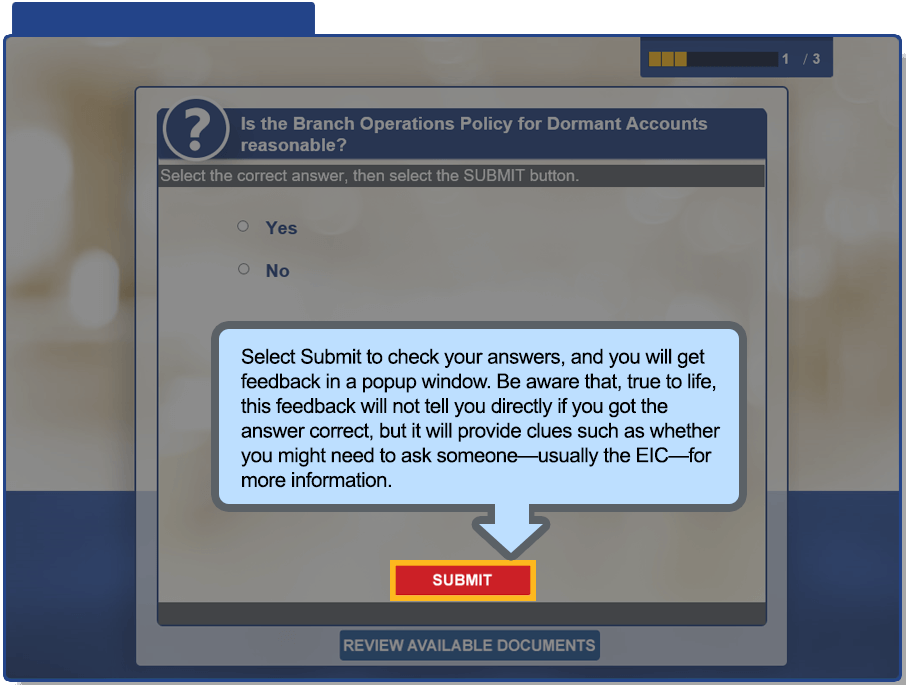 1 / 3
?
Is the Branch Operations Policy for Dormant Accounts
reasonable?
Select the correct answer, then select the SUBMIT button.
Yes
No
Select Submit to check your answers, and you will get
feedback in a popup window. Be aware that, true to life,
this feedback will not tell you directly if you got the
answer correct, but it will provide clues such as whether
you might need to ask someone—usually the EIC—for
more information.
SUBMIT
REVIEW AVAILABLE DOCUMENTS